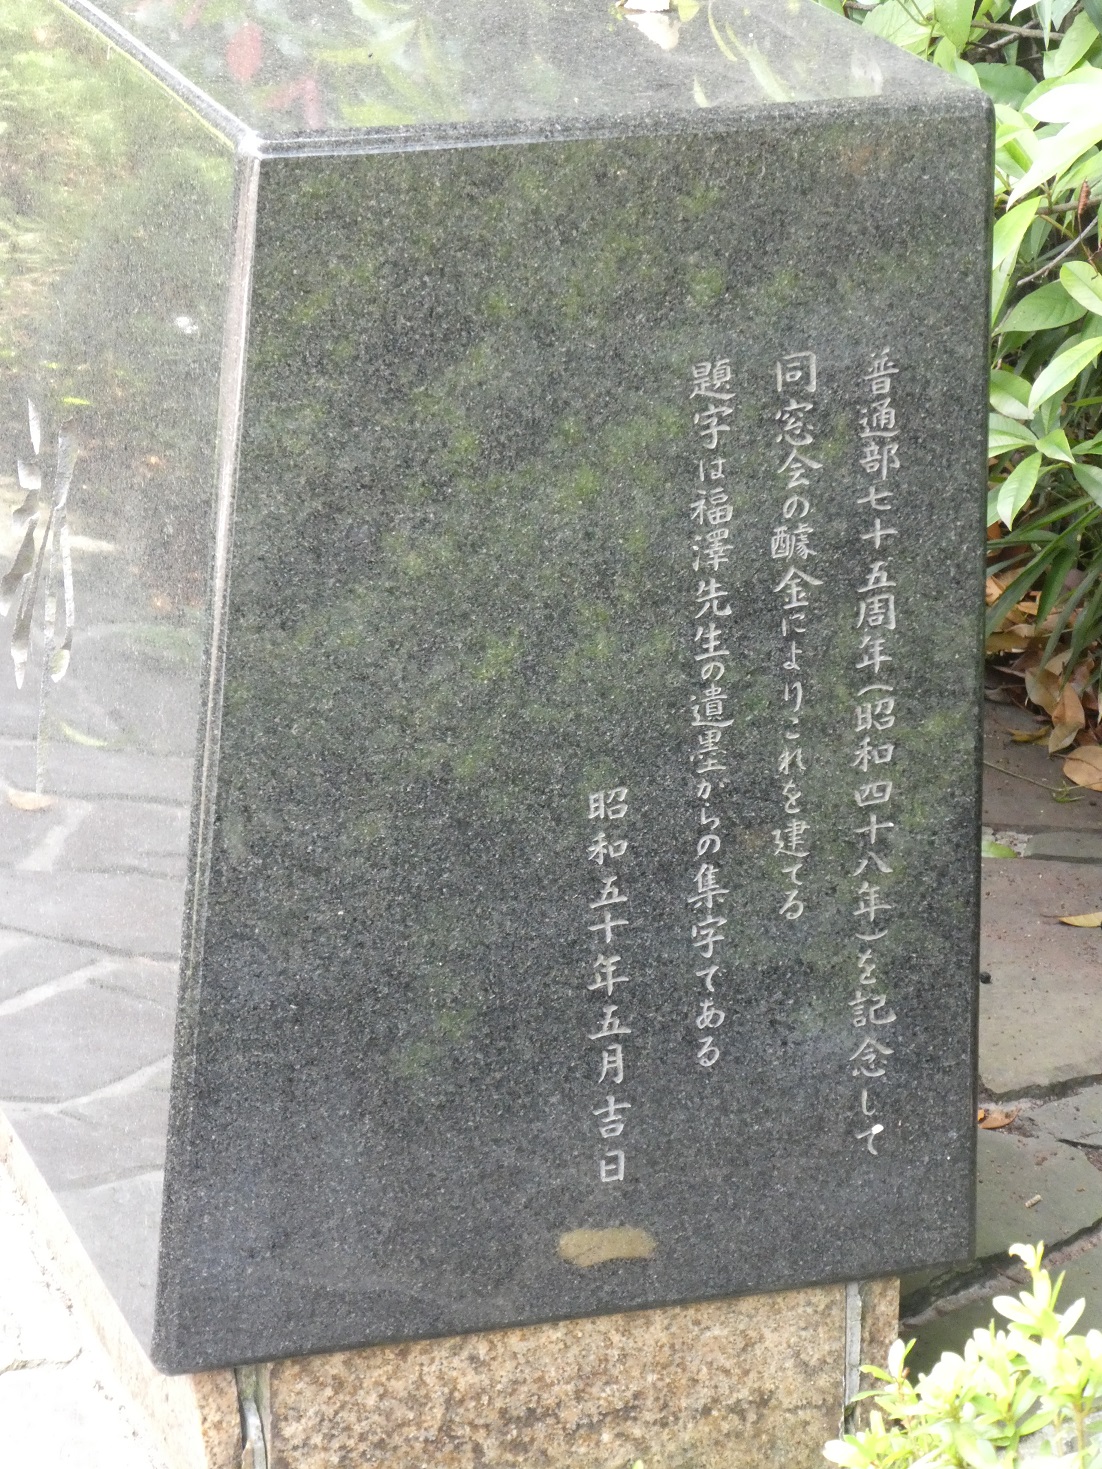 普通部七十五周年(昭和四十八年)を記念して
同窓会の醵金によりこれを建てる
題字は福澤先生の遺墨からの集字である
昭和五十年五月吉日